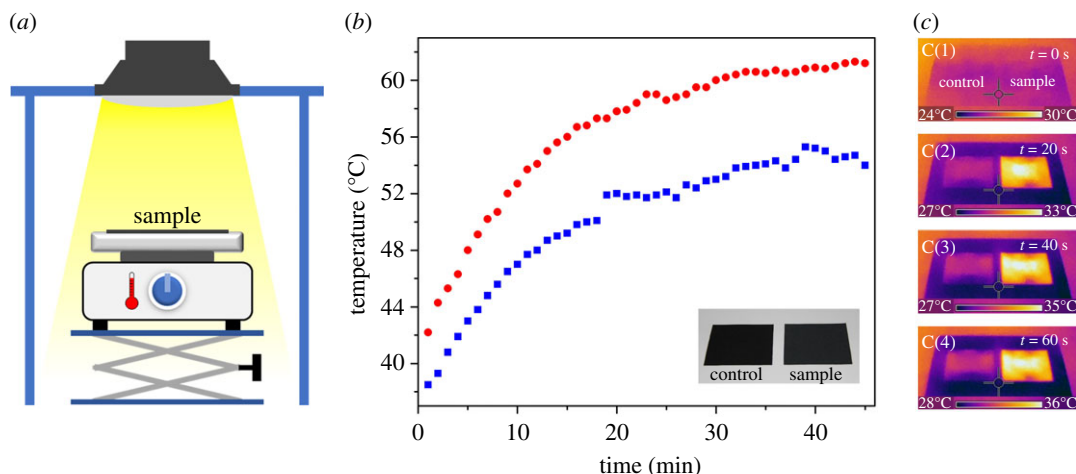 (a)
sample
(b)
temperature (°C)
60
56
52
48
44
40
0
10
20
30
40
time (min)
control
sample
(c)
C(1)
t = 0 s
control
sample
24°C
30°C
C(2)
t = 20 s
27°C
33°C
C(3)
t = 40 s
27°C
35°C
C(4)
t = 60 s
28°C
36°C